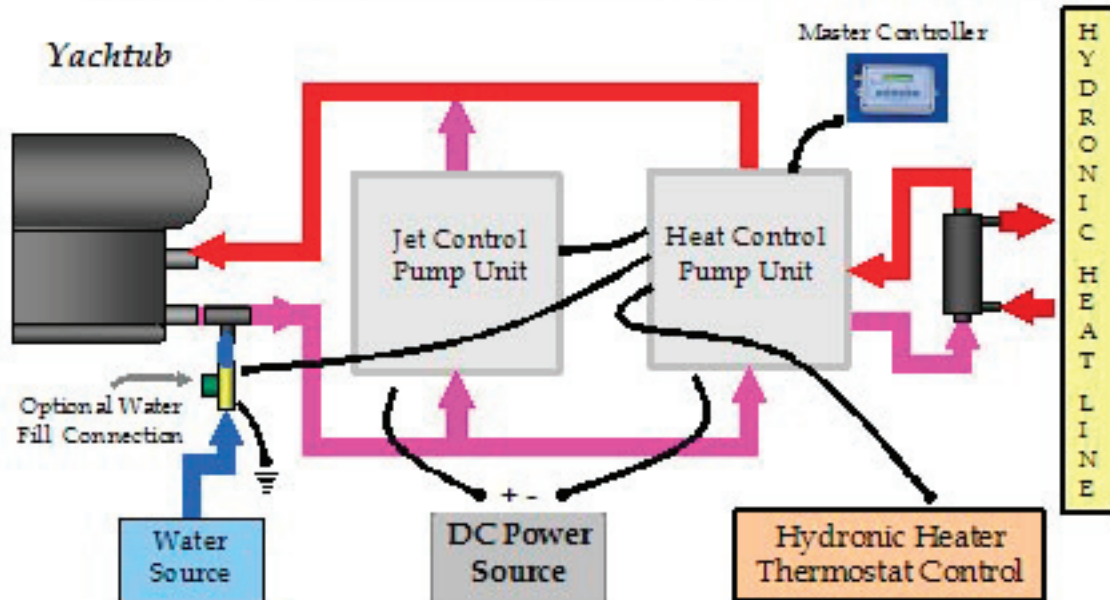 Yachtub
Master Controller
Jet Control
Pump Unit
Heat Control
Pump Unit
HYDRONIC HEAT LINE
Optional Water
Fill Connection
+ -
Water
Source
DC Power
Source
Hydronic Heater
Thermostat Control